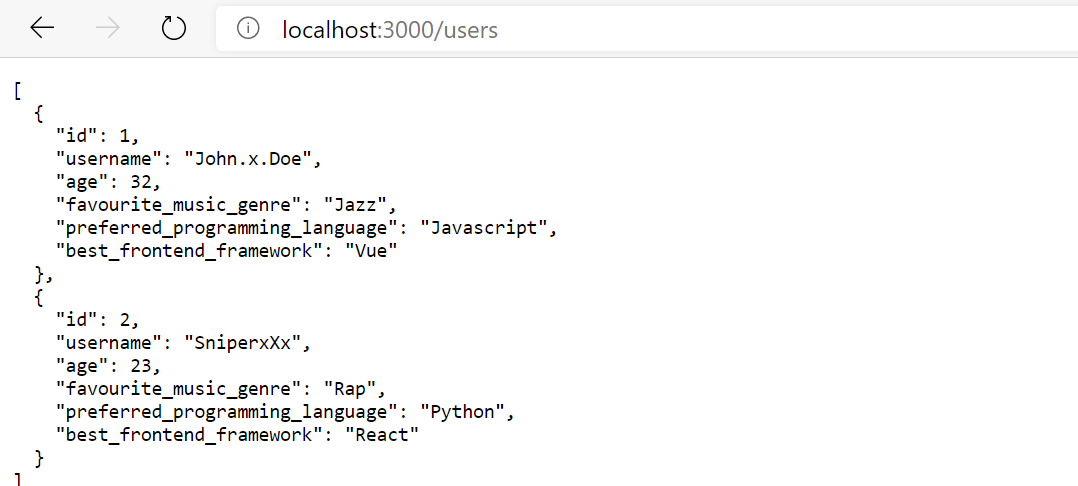 localhost:3000/users
[
  {
    "id": 1,
    "username": "John.x.Doe",
    "age": 32,
    "favourite_music_genre": "Jazz",
    "preferred_programming_language": "Javascript",
    "best_frontend_framework": "Vue"
  },
  {
    "id": 2,
    "username": "SniperxXx",
    "age": 23,
    "favourite_music_genre": "Rap",
    "preferred_programming_language": "Python",
    "best_frontend_framework": "React"
  }
]